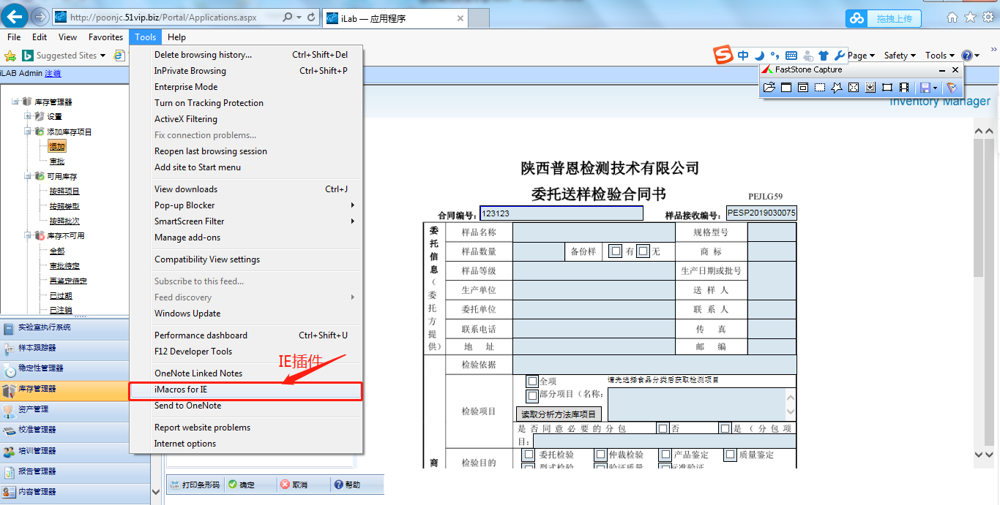 http://poonjc.51vip.biz/Portal/Applications.aspx
iLab — 应用程序
拖拽上传
File Edit View Favorites Tools Help
Suggested Sites
中
Page Safety Tools
FastStone Capture
iLAB Admin 注销
Inventory Manager
库存管理器
设置
添加库存项目
添加
审批
可用库存
按照项目
按照类型
按照批次
库存不可用
全部
审批待定
再鉴定待定
已过期
已注销
实验室执行系统
样本跟踪器
稳定性管理器
库存管理器
资产管理
校准管理器
培训管理器
报告管理器
内容管理器
Delete browsing history... Ctrl+Shift+Del
InPrivate Browsing Ctrl+Shift+P
Enterprise Mode
Turn on Tracking Protection
ActiveX Filtering
Fix connection problems...
Reopen last browsing session
Add site to Start menu
View downloads Ctrl+J
Pop-up Blocker
SmartScreen Filter
Manage add-ons
Compatibility View settings
Subscribe to this feed...
Feed discovery
Windows Update
Performance dashboard Ctrl+Shift+U
F12 Developer Tools
IE插件
OneNote Linked Notes
iMacros for IE
Send to OneNote
Report website problems
Internet options
陕西普恩检测技术有限公司
委托送样检验合同书
PEJLG59
合同编号: 123123 样品接收编号: PESP2019030075
委托信息(委托方提供)
样品名称 规格型号
样品数量 备份样 有 无 商 标
样品等级 生产日期或批号
生产单位 送 样 人
委托单位 联 系 人
联系电话 传 真
地 址 邮 编
检验依据
检验项目
全项 请先选择食品分类后获取检测项目
部分项目(名称:
读取分析方法库项目
是否同意必要的分包 否 是(分包项
目:
商
检验目的
委托检验 仲裁检验 产品鉴定 质量鉴定
型式检验 验证质量 标准验证
打印条形码 确定 取消 帮助